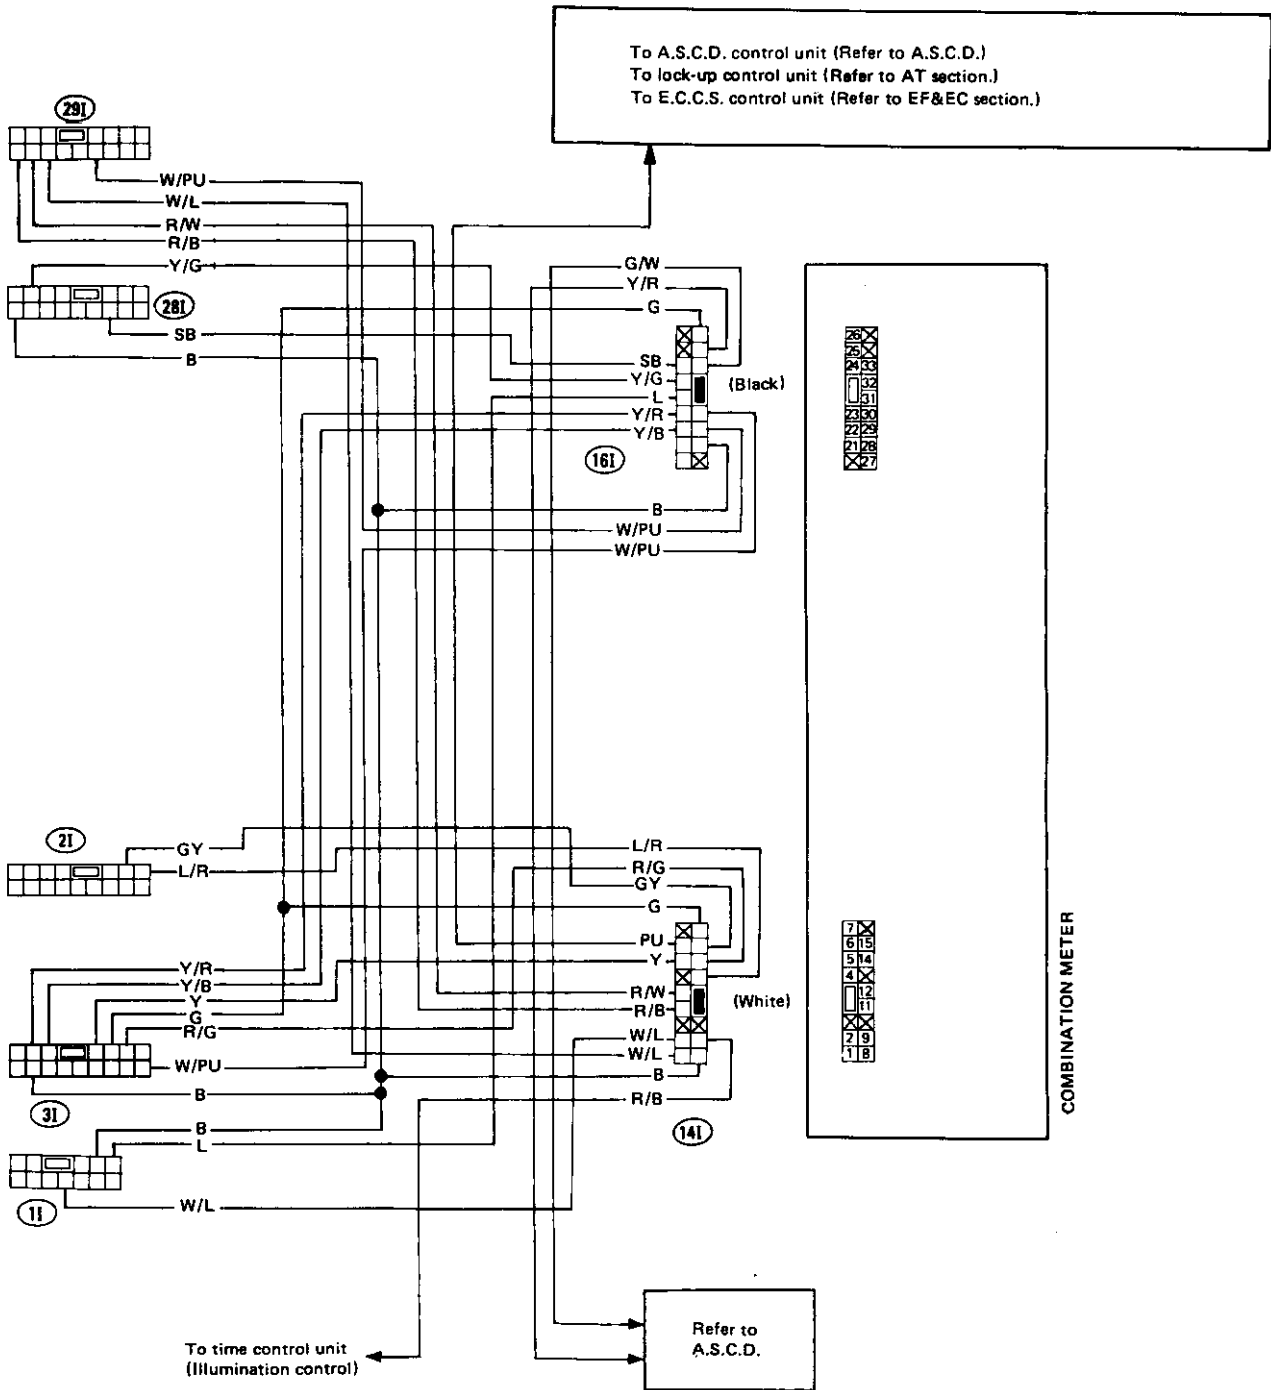 To A.S.C.D. control unit (Refer to A.S.C.D.)
To lock-up control unit (Refer to AT section.)
To E.C.C.S. control unit (Refer to EF&EC section.)
29I
W/PU
W/L
R/W
R/B
Y/G
28I
SB
B
G/W
Y/R
G
SB
Y/G
(Black)
L
Y/R
Y/B
16I
B
W/PU
W/PU
26
25
24 33
32
31
23 30
22 29
21 28
27
2I
GY
L/R
L/R
R/G
GY
G
PU
Y
R/W
(White)
R/B
W/L
W/L
B
R/B
14I
Y/R
Y/B
Y
G
R/G
W/PU
B
3I
B
L
1I
W/L
7
6 15
5 14
4
12
11
2 9
1 8
COMBINATION METER
To time control unit
(Illumination control)
Refer to
A.S.C.D.